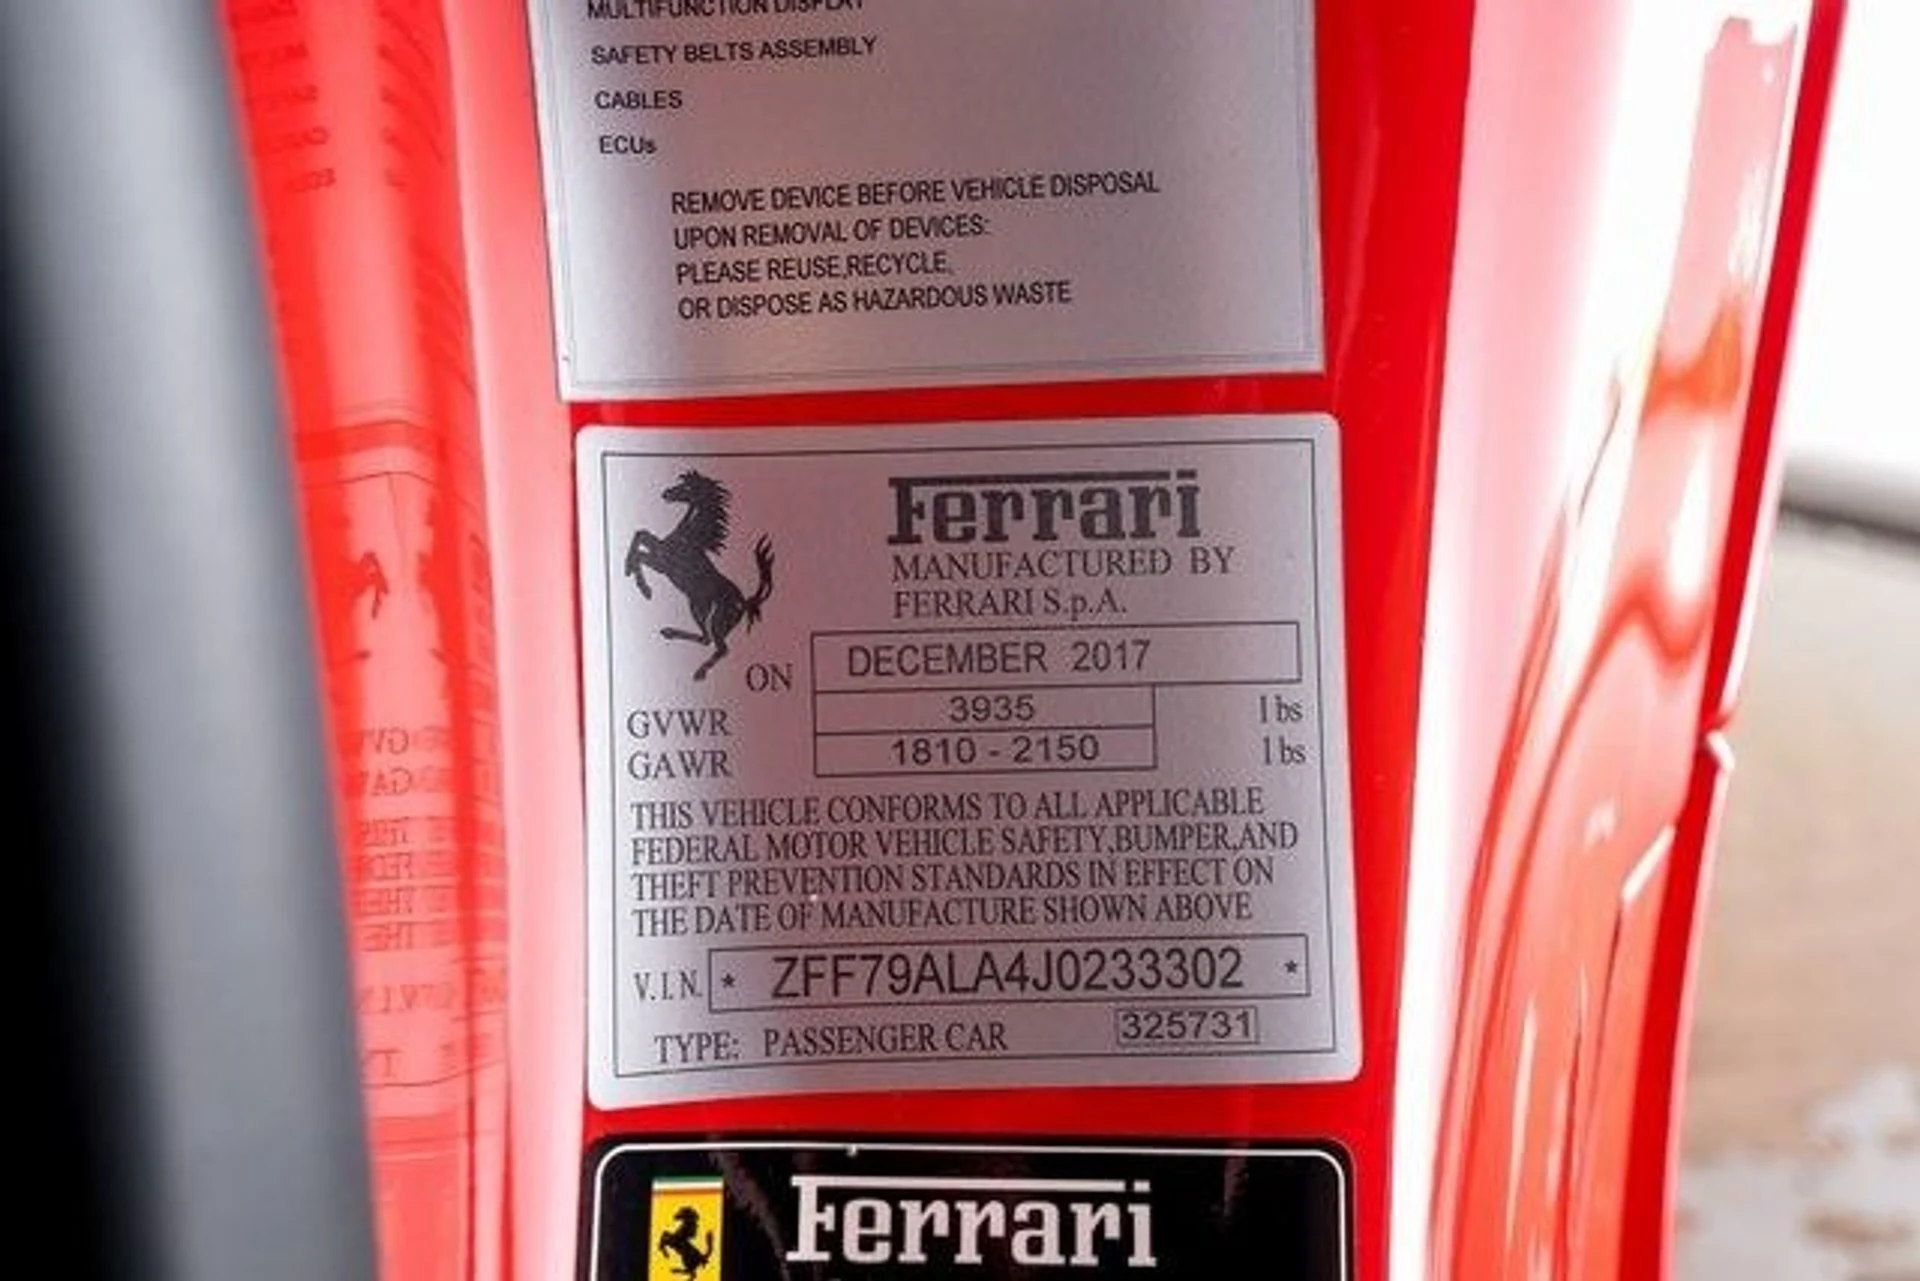 MULTIFUNCTION DISPLAY
SAFETY BELTS ASSEMBLY
CABLES
ECUs
REMOVE DEVICE BEFORE VEHICLE DISPOSAL
UPON REMOVAL OF DEVICES:
PLEASE REUSE,RECYCLE,
OR DISPOSE AS HAZARDOUS WASTE
Ferrari
MANUFACTURED BY
FERRARI S.p.A.
ON DECEMBER 2017
GVWR 3935 lbs
GAWR 1810 - 2150 lbs
THIS VEHICLE CONFORMS TO ALL APPLICABLE
FEDERAL MOTOR VEHICLE SAFETY,BUMPER,AND
THEFT PREVENTION STANDARDS IN EFFECT ON
THE DATE OF MANUFACTURE SHOWN ABOVE
V.I.N. * ZFF79ALA4J0233302 *
TYPE: PASSENGER CAR 325731
Ferrari